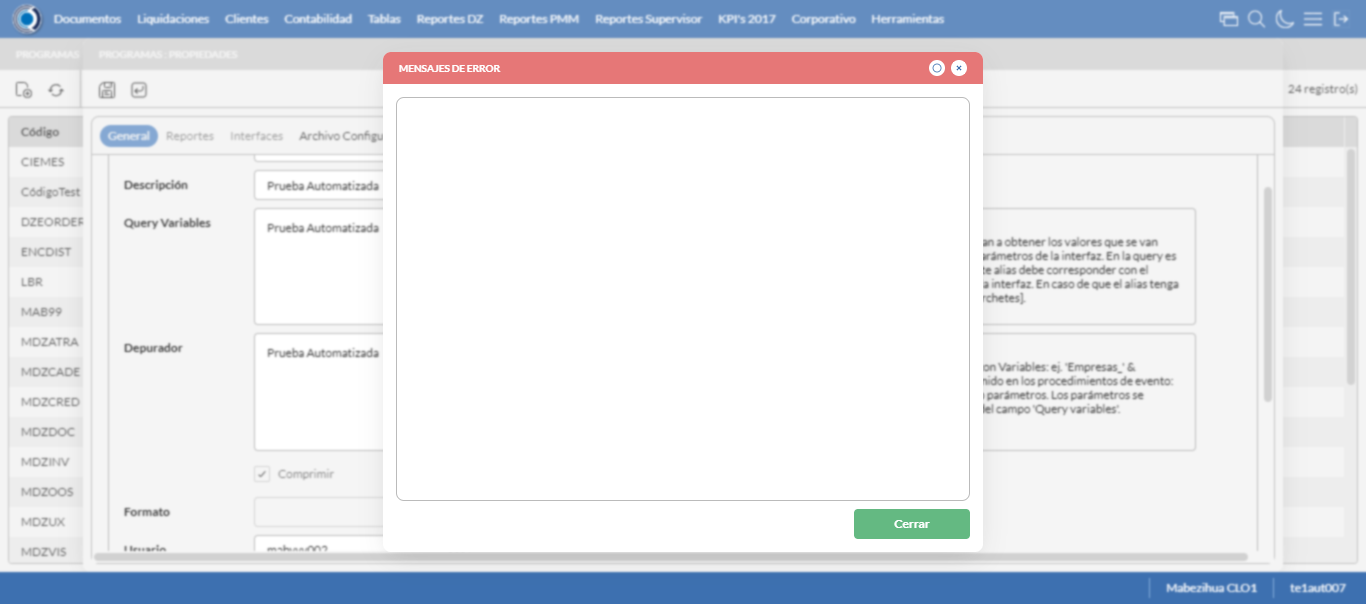 Documentos Liquidaciones Clientes Contabilidad Tablas Reportes DZ Reportes PMM Reportes Supervisor KPI's 2017 Corporativo Herramientas
PROGRAMAS PROGRAMAS : PROPIEDADES
MENSAJES DE ERROR
24 registro(s)
Código
CIEMES
CódigoTest
DZEORDER
ENCDIST
LBR
MAB99
MDZATRA
MDZCADE
MDZCRED
MDZDOC
MDZINV
MDZOOS
MDZUX
MDZVIS
General Reportes Interfaces Archivo Configu
Descripción Prueba Automatizada
Query Variables Prueba Automatizada
an a obtener los valores que se van
arámetros de la interfaz. En la query es
te alias debe corresponder con el
a interfaz. En caso de que el alias tenga
rchetes].
Depurador Prueba Automatizada
on Variables: ej. 'Empresas_' &
nido en los procedimientos de evento:
o parámetros. Los parámetros se
del campo 'Query variables'.
Comprimir
Formato
Usuario
Cerrar
Mabezihua CLO1 te1aut007